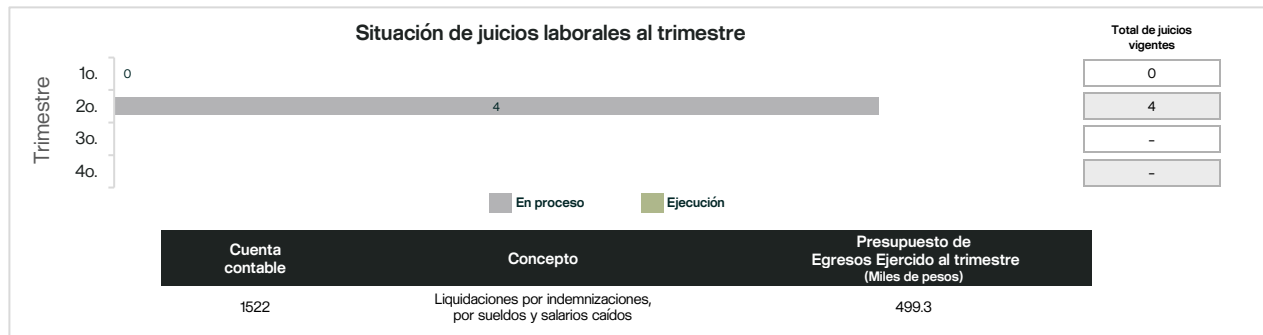 Situación de juicios laborales al trimestre
Total de juicios
vigentes
Trimestre
1o. 0 0
2o. 4 4
3o. -
4o. -
En proceso Ejecución
Cuenta
contable
Concepto
Presupuesto de
Egresos Ejercido al trimestre
(Miles de pesos)
1522
Liquidaciones por indemnizaciones,
por sueldos y salarios caídos
499.3